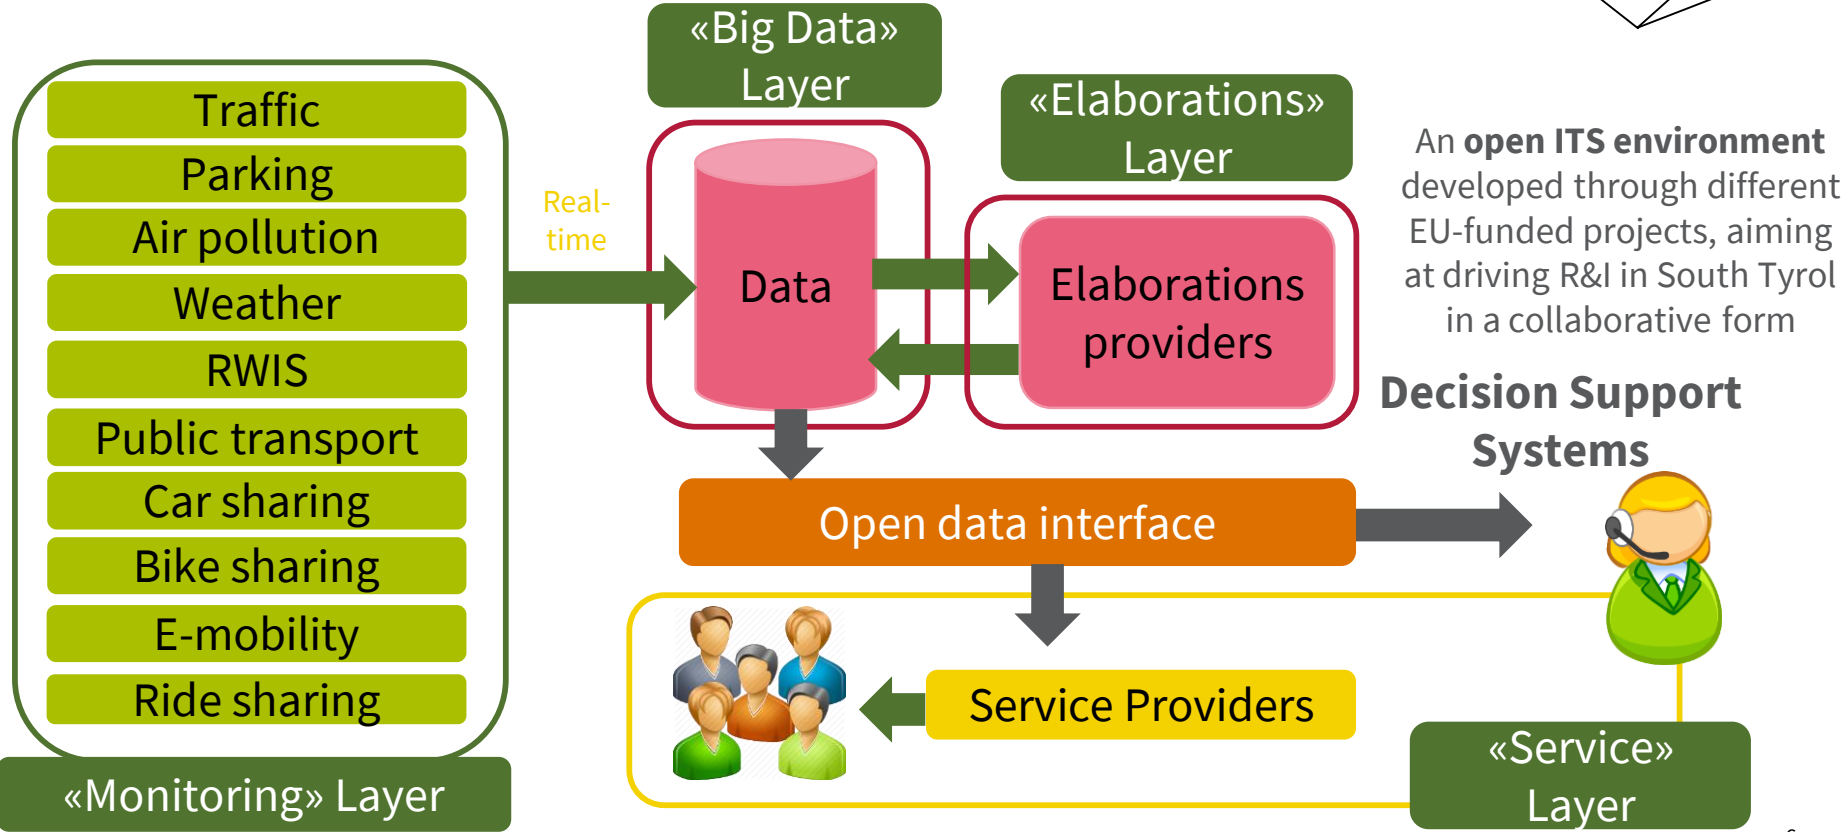 «Big Data»
Layer
«Elaborations»
Layer
Traffic
Parking
Air pollution
Weather
RWIS
Public transport
Car sharing
Bike sharing
E-mobility
Ride sharing
«Monitoring» Layer
Real-
time
Data
Elaborations
providers
An open ITS environment
developed through different
EU-funded projects, aiming
at driving R&I in South Tyrol
in a collaborative form
Decision Support
Systems
Open data interface
Service Providers
«Service»
Layer